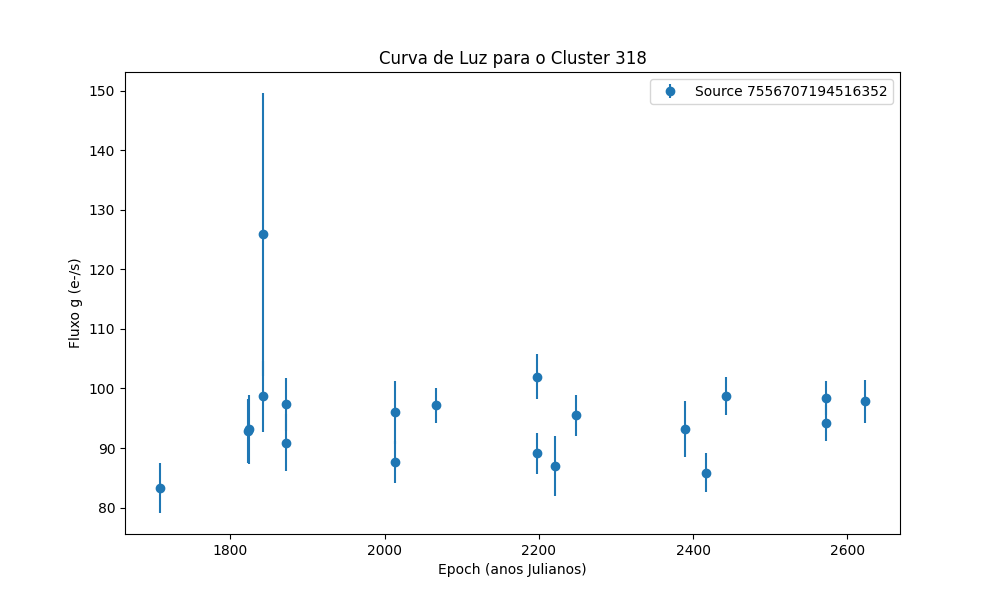 Curva de Luz para o Cluster 318
Source 7556707194516352
150
140
130
120
110
100
90
80
Fluxo g (e-/s)
1800 2000 2200 2400 2600
Epoch (anos Julianos)